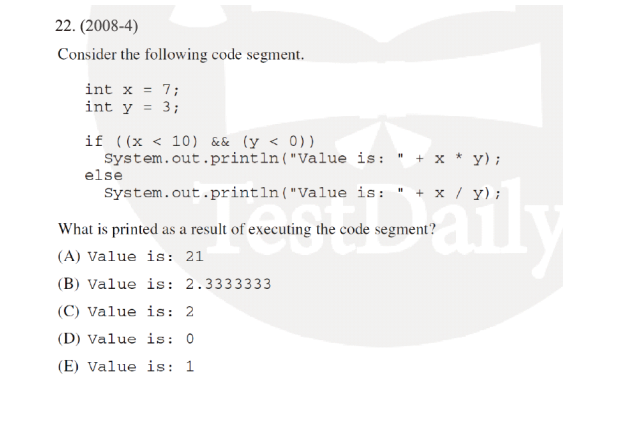 22. (2008-4)
Consider the following code segment.
int x = 7;
int y = 3;
if ((x < 10) && (y < 0))
System.out.println("Value is: " + x * y);
else
System.out.println("Value is: " + x / y);
What is printed as a result of executing the code segment?
(A) Value is: 21
(B) Value is: 2.3333333
(C) Value is: 2
(D) Value is: 0
(E) Value is: 1
TestDaily